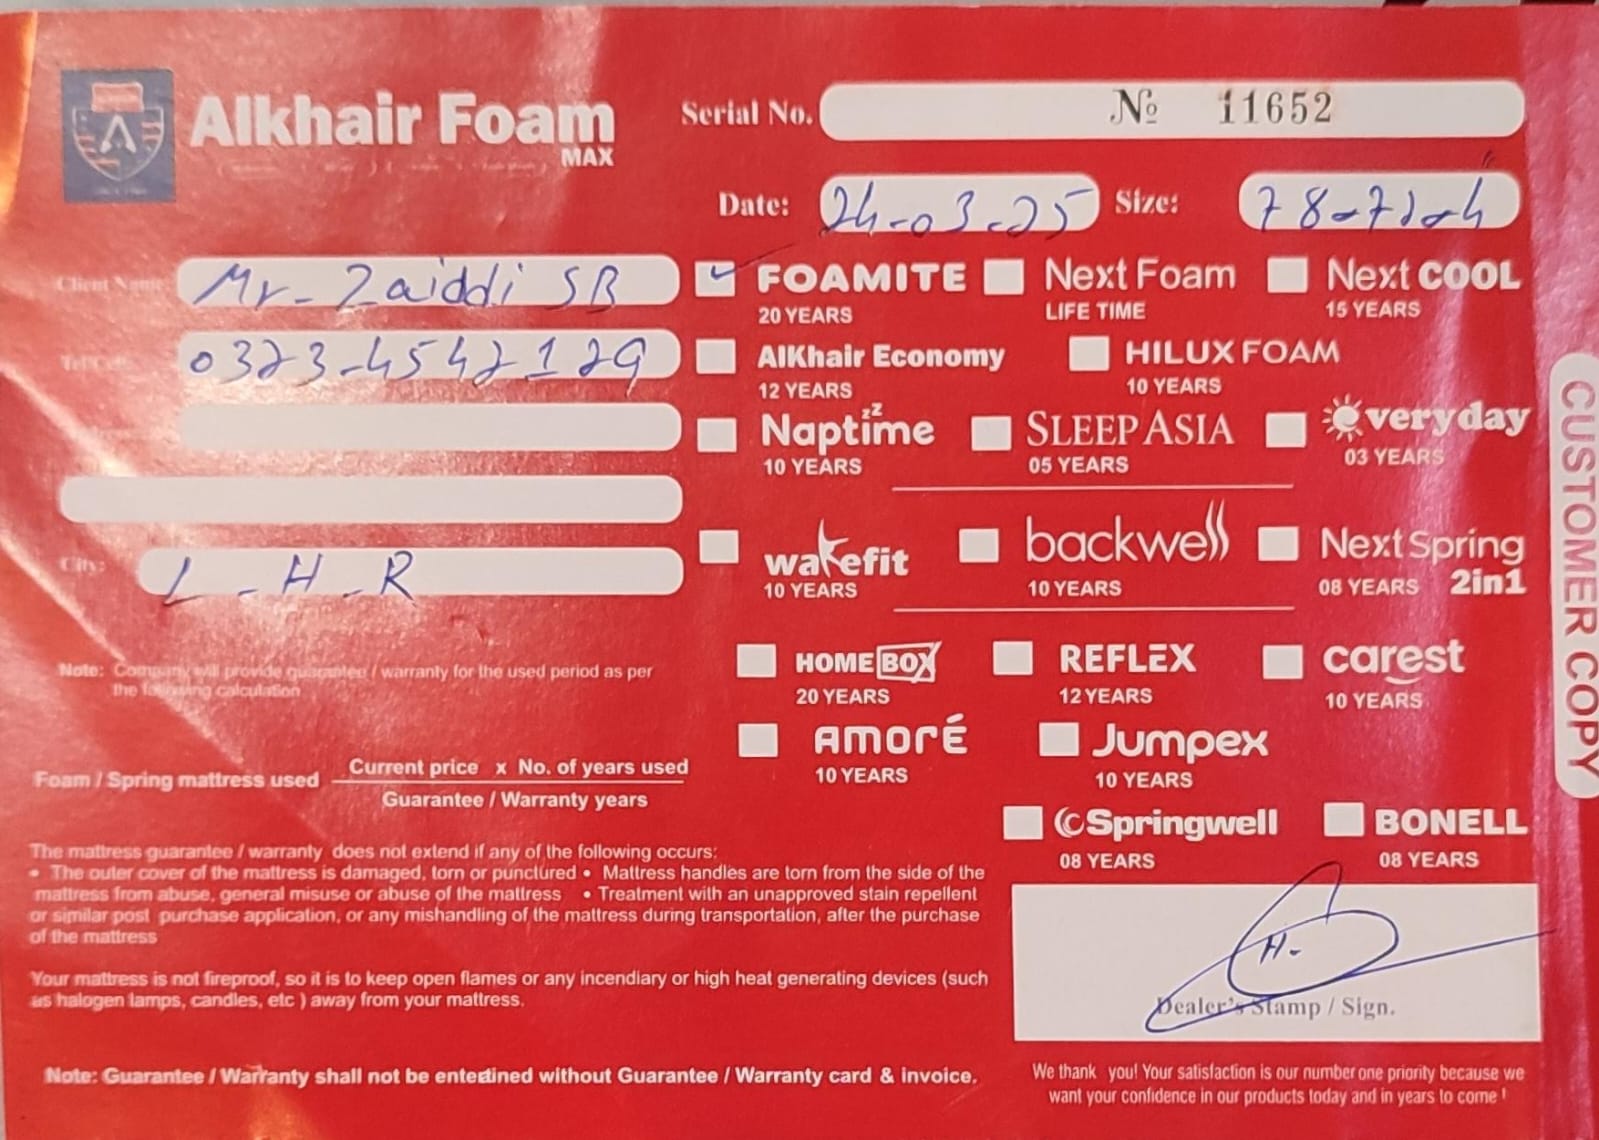 Alkhair Foam
MAX
Serial No. № 11652
Date: 24-03-25 Size: 78-72-4"
Client Name: Mr- Zaiddi SB
Tel/Cell: 0323-4542129
City: L-H-R
FOAMITE
20 YEARS
Next Foam
LIFE TIME
Next COOL
15 YEARS
AlKhair Economy
12 YEARS
HILUX FOAM
10 YEARS
Naptime zz
10 YEARS
SLEEP ASIA
05 YEARS
everyday
03 YEARS
wakefit
10 YEARS
backwell
10 YEARS
Next Spring
2in1
08 YEARS
HOME BOX
20 YEARS
REFLEX
12 YEARS
carest
10 YEARS
AMORÉ
10 YEARS
Jumpex
10 YEARS
Springwell
08 YEARS
BONELL
08 YEARS
CUSTOMER COPY
Note: Company will provide guarantee / warranty for the used period as per
the following calculation
Foam / Spring mattress used
Current price x No. of years used
Guarantee / Warranty years
The mattress guarantee / warranty does not extend if any of the following occurs:
• The outer cover of the mattress is damaged, torn or punctured • Mattress handles are torn from the side of the
mattress from abuse, general misuse or abuse of the mattress • Treatment with an unapproved stain repellent
or similar post purchase application, or any mishandling of the mattress during transportation, after the purchase
of the mattress
Your mattress is not fireproof, so it is to keep open flames or any incendiary or high heat generating devices (such
as halogen lamps, candles, etc ) away from your mattress.
Note: Guarantee / Warranty shall not be entertined without Guarantee / Warranty card & invoice.
H.
Dealer's Stamp / Sign.
We thank you! Your satisfaction is our number one priority because we
want your confidence in our products today and in years to come !